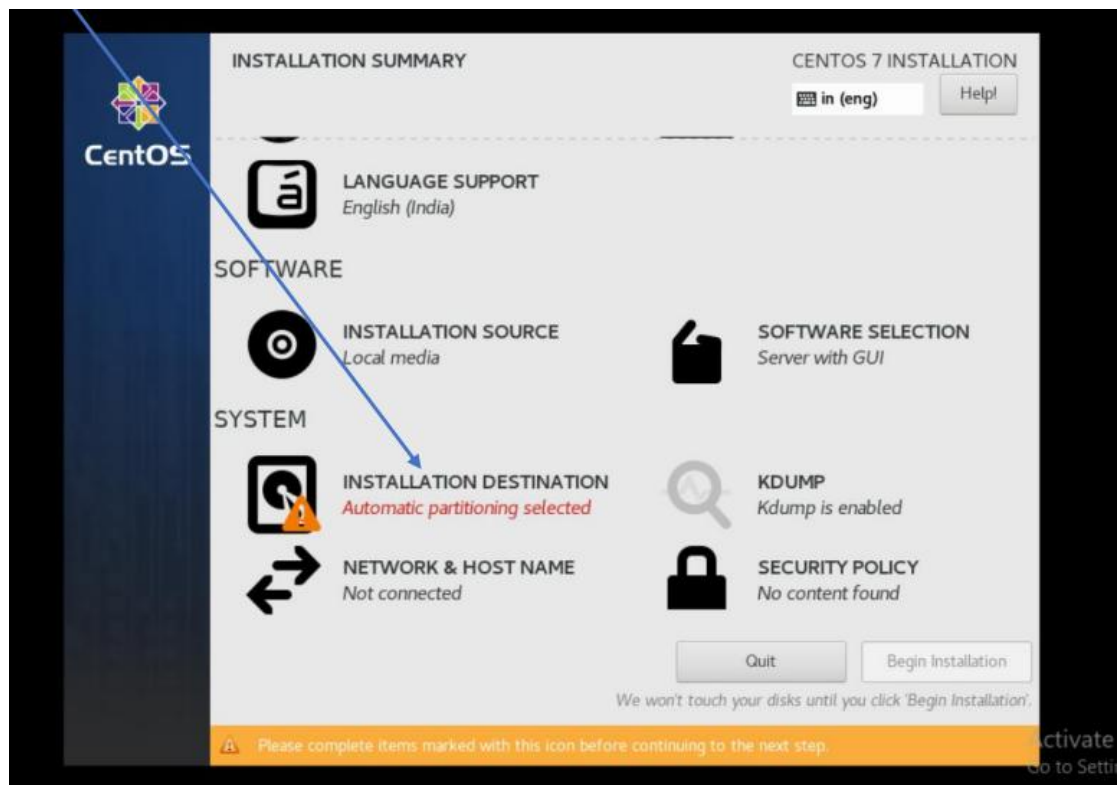 INSTALLATION SUMMARY
CENTOS 7 INSTALLATION
in (eng)
Help!
CentOS
á
LANGUAGE SUPPORT
English (India)
SOFTWARE
INSTALLATION SOURCE
Local media
SOFTWARE SELECTION
Server with GUI
SYSTEM
INSTALLATION DESTINATION
Automatic partitioning selected
KDUMP
Kdump is enabled
NETWORK & HOST NAME
Not connected
SECURITY POLICY
No content found
Quit
Begin Installation
We won't touch your disks until you click 'Begin Installation'.
Please complete items marked with this icon before continuing to the next step.
Activate
Go to Setti